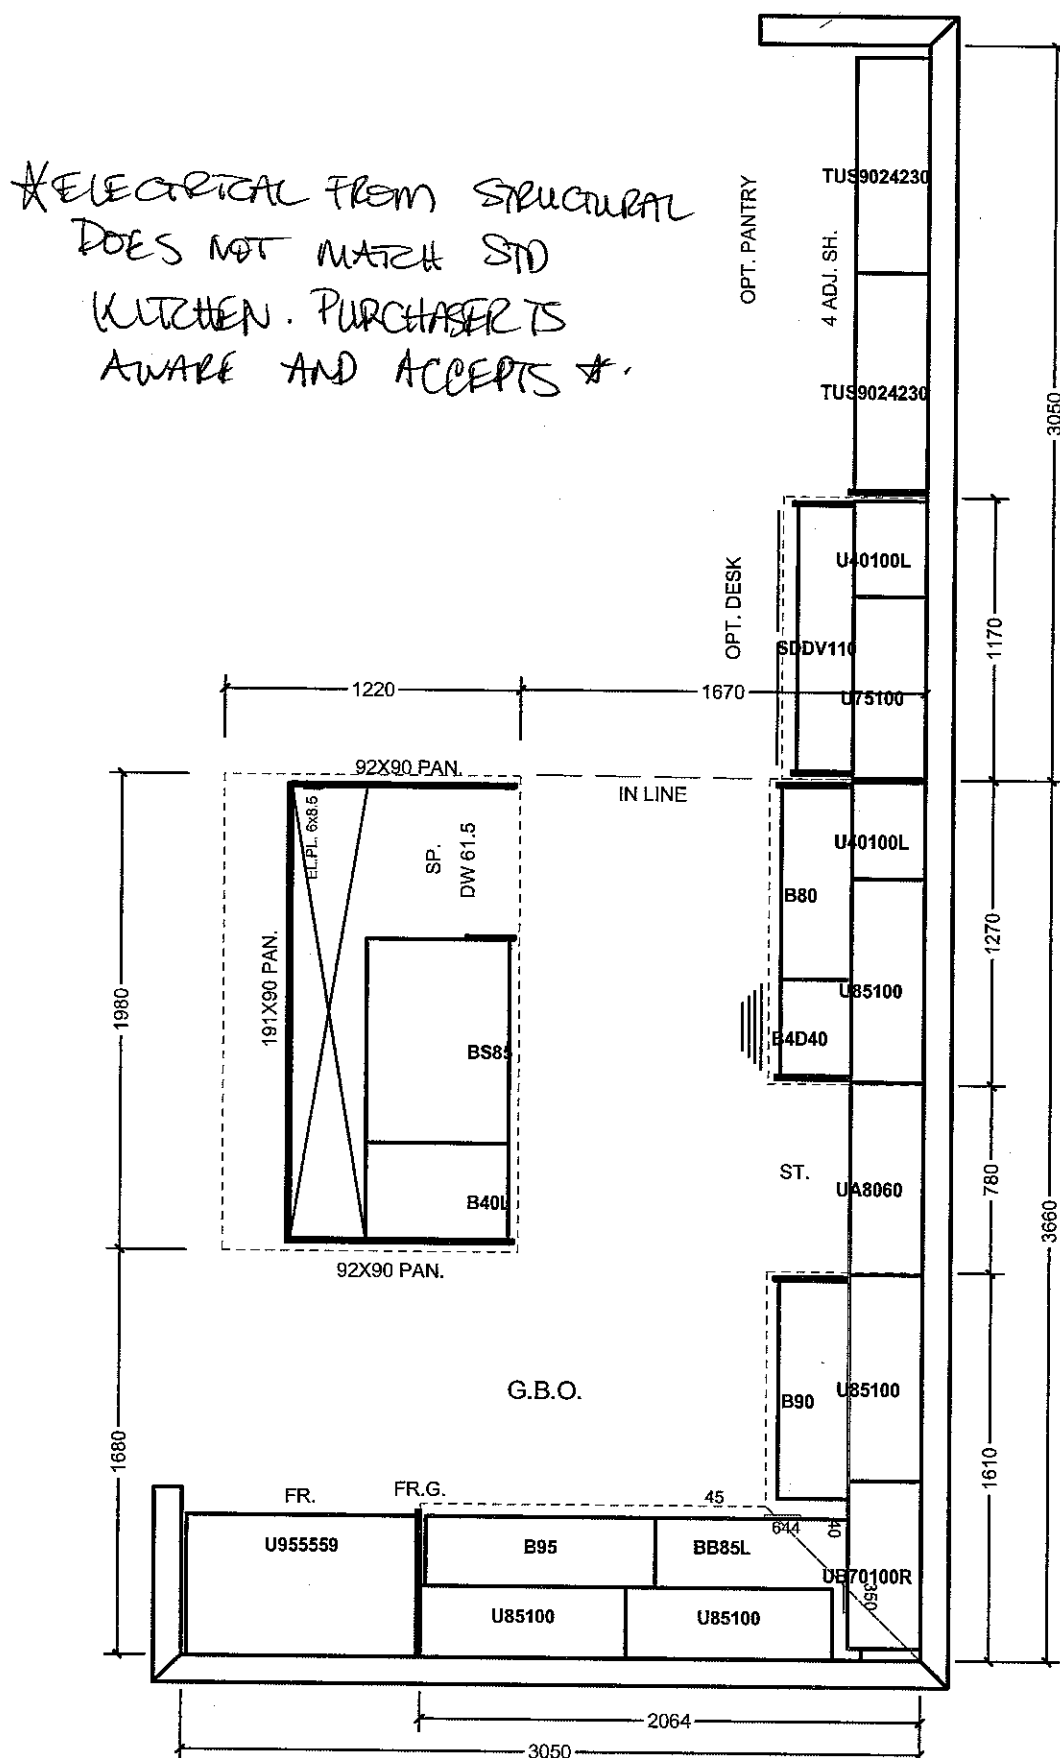 *ELECTRICAL FROM STRUCTURAL
DOES NOT MATCH STD
KITCHEN. PURCHASER IS
AWARE AND ACCEPTS *.
TUS9024230
OPT. PANTRY
4 ADJ. SH.
TUS9024230
3050
U40100L
OPT. DESK
SDDV110
1170
U75100
1220
1670
92X90 PAN.
IN LINE
EL.PL. 6x8.5
SP.
DW 61.5
U40100L
B80
1270
191X90 PAN.
1980
U85100
B4D40
BS85
ST.
UA8060
780
B40L
3660
92X90 PAN.
G.B.O.
B90
U85100
1680
1610
FR.
FR.G.
45
644
40
U955559
B95
BB85L
UB70100R
350
U85100
U85100
2064
3050